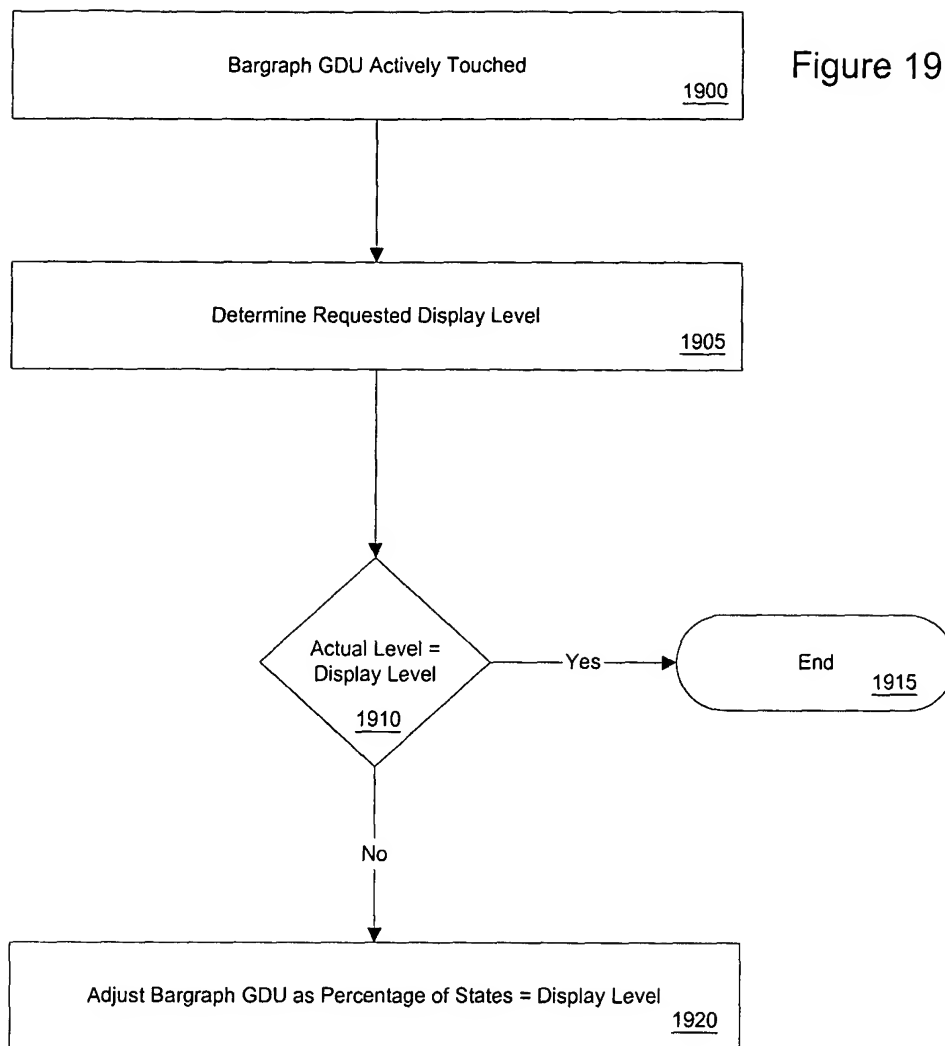 Figure 19
Bargraph GDU Actively Touched
1900
Determine Requested Display Level
1905
Actual Level =
Display Level
1910
Yes
End
1915
No
Adjust Bargraph GDU as Percentage of States = Display Level
1920